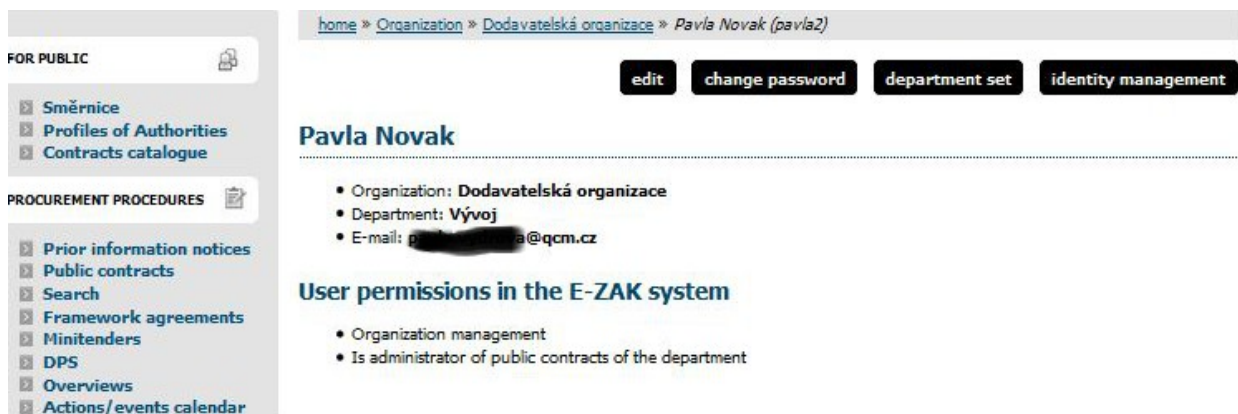 home » Organization » Dodavatelská organizace » Pavla Novak (pavla2)
FOR PUBLIC
Směrnice
Profiles of Authorities
Contracts catalogue
PROCUREMENT PROCEDURES
Prior information notices
Public contracts
Search
Framework agreements
Minitenders
DPS
Overviews
Actions/events calendar
edit change password department set identity management
Pavla Novak
• Organization: Dodavatelská organizace
• Department: Vývoj
• E-mail: a@qcm.cz
User permissions in the E-ZAK system
• Organization management
• Is administrator of public contracts of the department